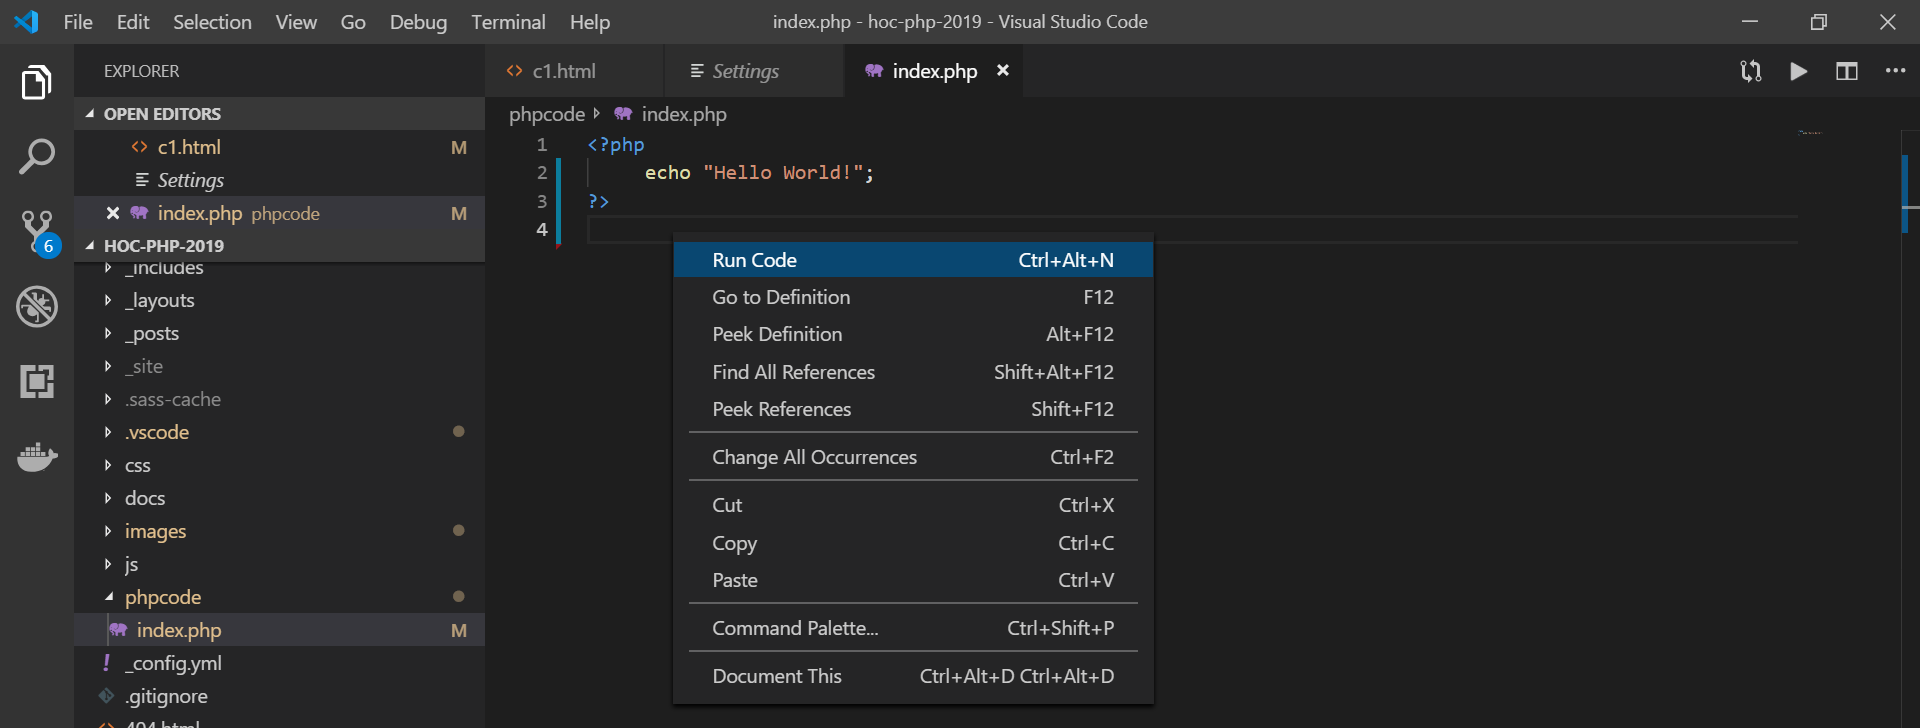 File Edit Selection View Go Debug Terminal Help
index.php - hoc-php-2019 - Visual Studio Code
EXPLORER
OPEN EDITORS
c1.html M
Settings
index.php phpcode M
HOC-PHP-2019
_includes
_layouts
_posts
_site
.sass-cache
.vscode
css
docs
images
js
phpcode
index.php M
_config.yml
.gitignore
404.html
6
c1.html
Settings
index.php
phpcode index.php
1 <?php
2 echo "Hello World!";
3 ?>
4
Run Code Ctrl+Alt+N
Go to Definition F12
Peek Definition Alt+F12
Find All References Shift+Alt+F12
Peek References Shift+F12
Change All Occurrences Ctrl+F2
Cut Ctrl+X
Copy Ctrl+C
Paste Ctrl+V
Command Palette... Ctrl+Shift+P
Document This Ctrl+Alt+D Ctrl+Alt+D